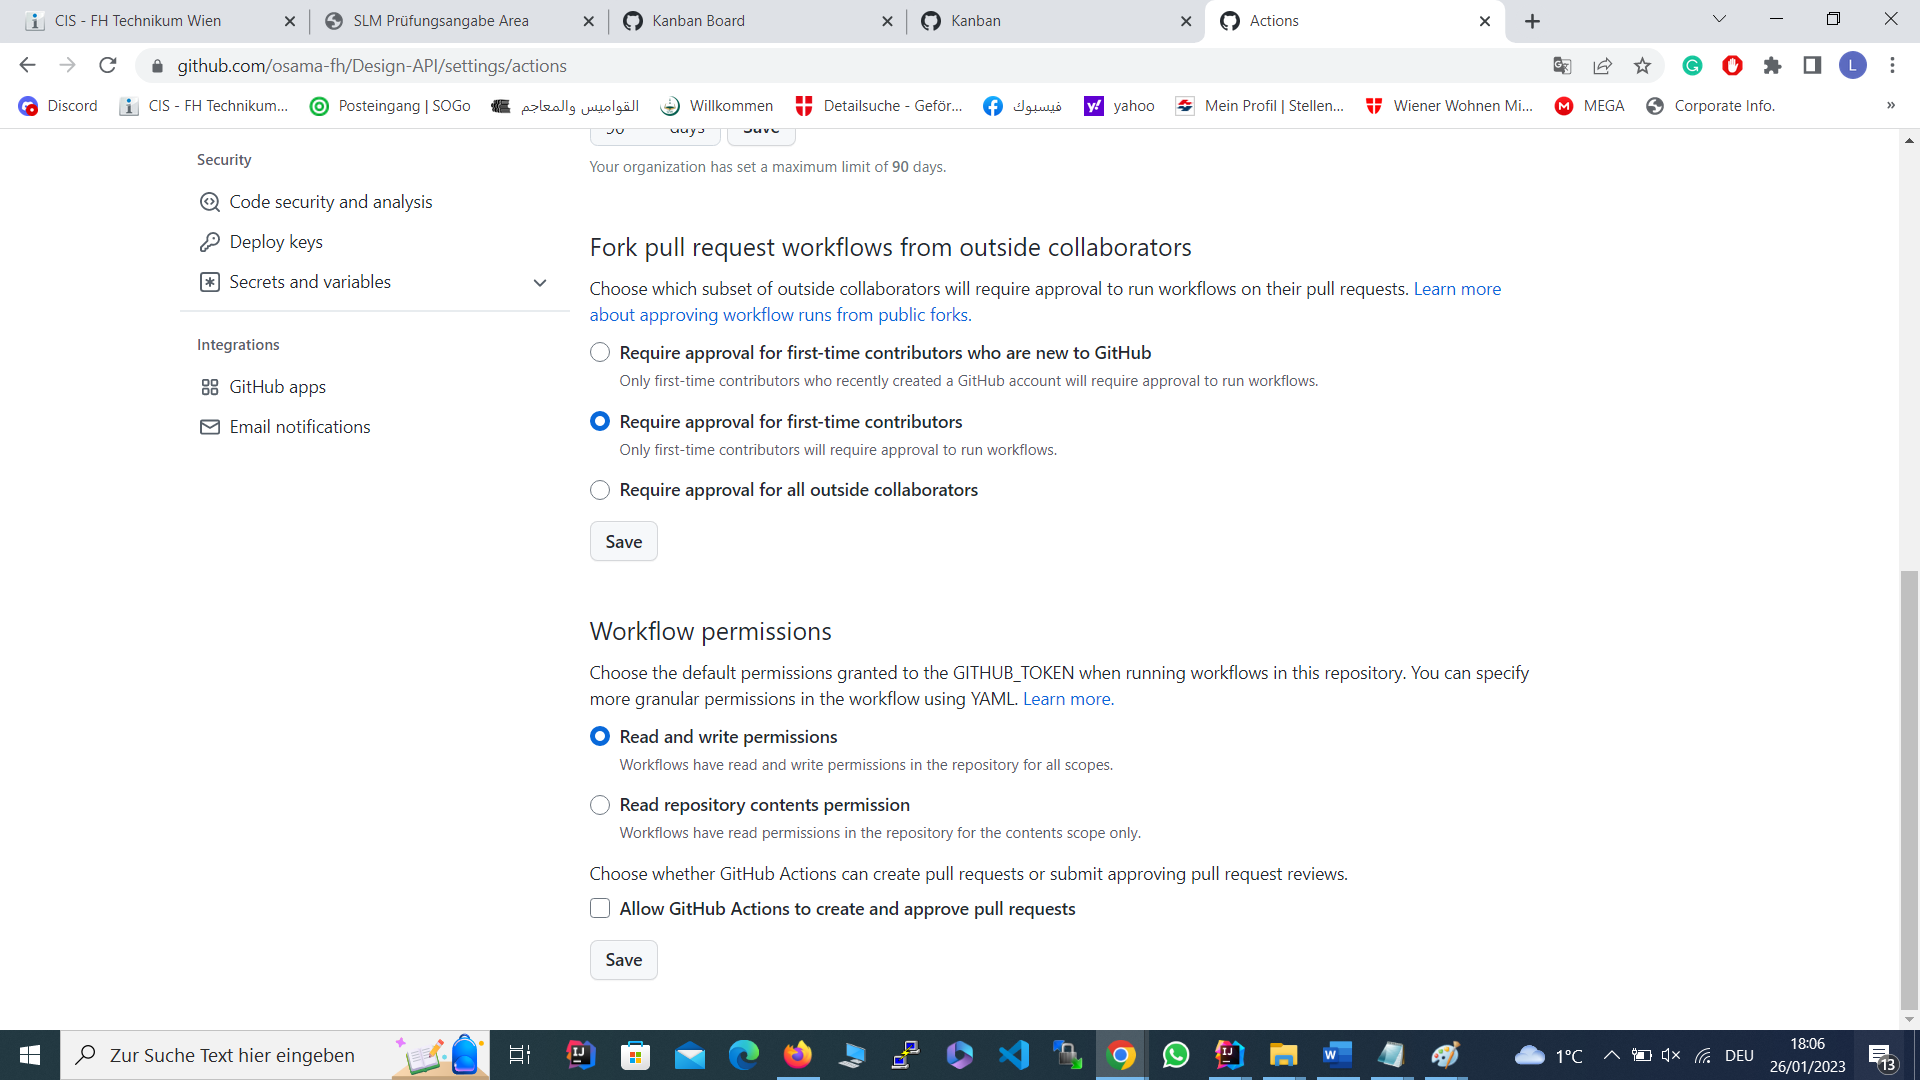 CIS - FH Technikum Wien
SLM Prüfungsangabe Area
Kanban Board
Kanban
Actions
github.com/osama-fh/Design-API/settings/actions
L
Discord
CIS - FH Technikum...
Posteingang | SOGo
القواميس والمعاجم
Willkommen
Detailsuche - Geför...
فيسبوك
yahoo
Mein Profil | Stellen...
Wiener Wohnen Mi...
MEGA
Corporate Info.
»
90 days
Save
Your organization has set a maximum limit of 90 days.
Security
Code security and analysis
Deploy keys
Secrets and variables
Integrations
GitHub apps
Email notifications
Fork pull request workflows from outside collaborators
Choose which subset of outside collaborators will require approval to run workflows on their pull requests. Learn more
about approving workflow runs from public forks.
Require approval for first-time contributors who are new to GitHub
Only first-time contributors who recently created a GitHub account will require approval to run workflows.
Require approval for first-time contributors
Only first-time contributors will require approval to run workflows.
Require approval for all outside collaborators
Save
Workflow permissions
Choose the default permissions granted to the GITHUB_TOKEN when running workflows in this repository. You can specify
more granular permissions in the workflow using YAML. Learn more.
Read and write permissions
Workflows have read and write permissions in the repository for all scopes.
Read repository contents permission
Workflows have read permissions in the repository for the contents scope only.
Choose whether GitHub Actions can create pull requests or submit approving pull request reviews.
Allow GitHub Actions to create and approve pull requests
Save
Zur Suche Text hier eingeben
1°C
DEU
18:06
26/01/2023
13